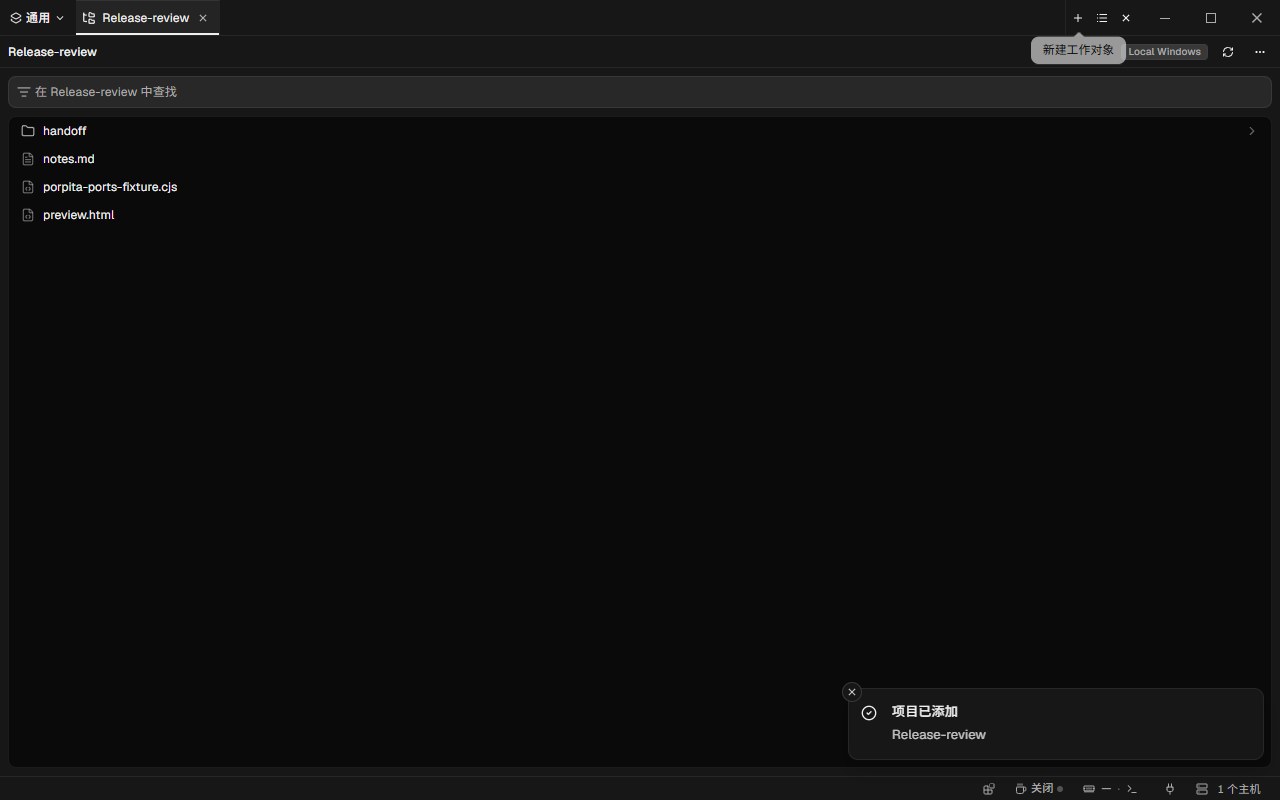 通用
Release-review
Release-review
新建工作对象
Local Windows
在 Release-review 中查找
handoff
notes.md
porpita-ports-fixture.cjs
preview.html
项目已添加
Release-review
关闭
1 个主机